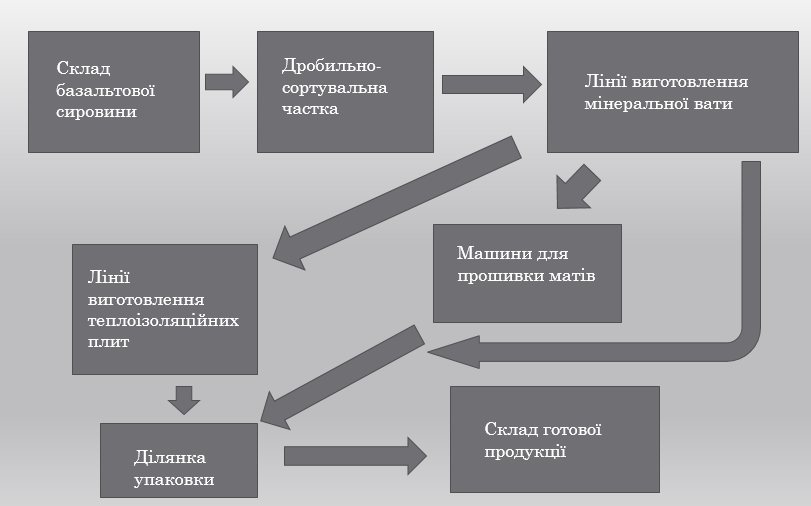 Склад
базальтової
сировини
Дробильно-
сортувальна
частка
Лінії виготовлення
мінеральної вати
Машини для
прошивки матів
Лінії
виготовлення
теплоізоляційних
плит
Ділянка
упаковки
Склад готової
продукції